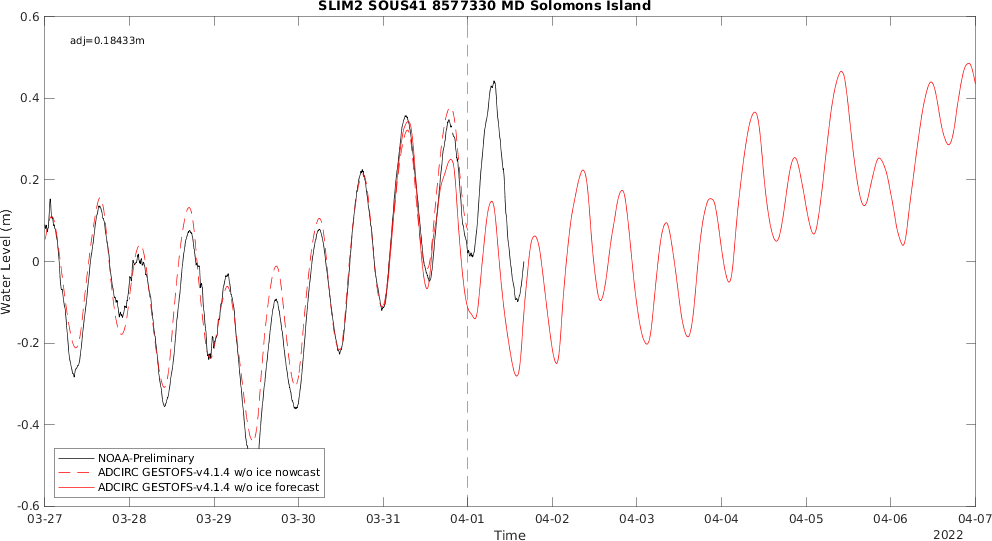 SLIM2 SOUS41 8577330 MD Solomons Island
adj=0.18433m
Water Level (m)
0.6
0.4
0.2
0
-0.2
-0.4
-0.6
NOAA-Preliminary
ADCIRC GESTOFS-v4.1.4 w/o ice nowcast
ADCIRC GESTOFS-v4.1.4 w/o ice forecast
03-27 03-28 03-29 03-30 03-31 04-01 04-02 04-03 04-04 04-05 04-06 04-07
Time
2022